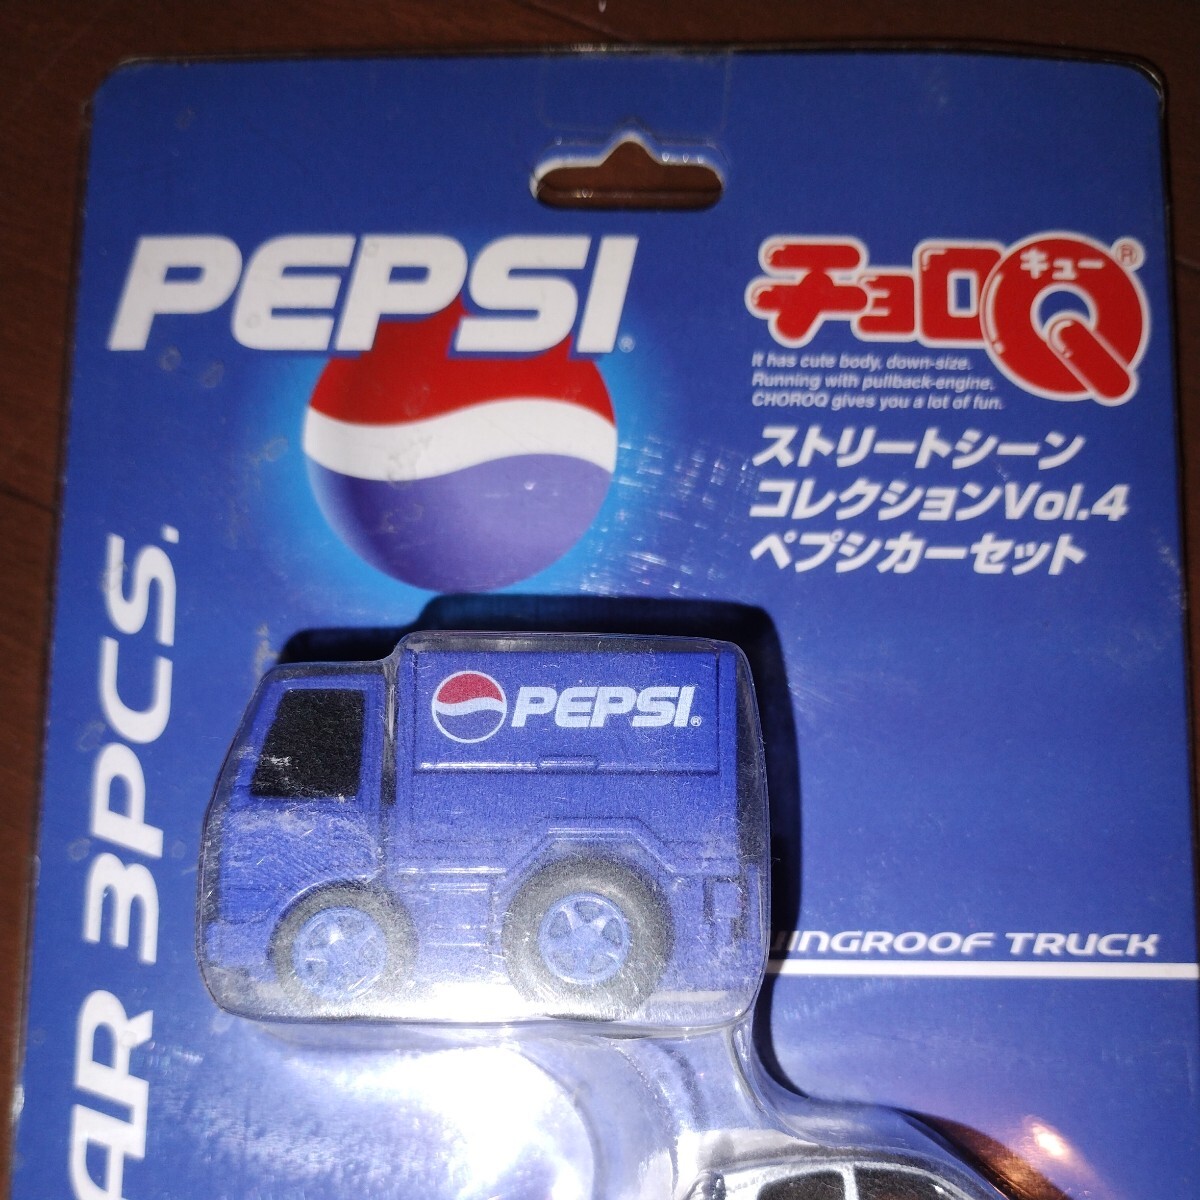 PEPSI®
チョロQ®
キュー
It has cute body, down-size.
Running with pullback-engine,
CHOROQ gives you a lot of fun.
ストリートシーン
コレクションVol.4
ペプシカーセット
AR 3PCS.
PEPSI®
INGROOF TRUCK